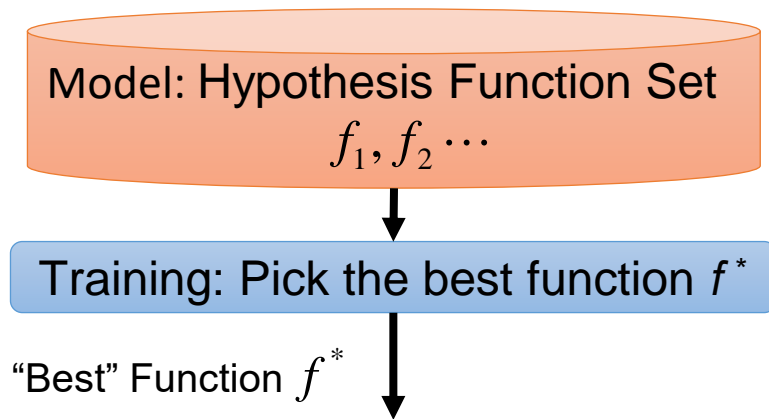 Model: Hypothesis Function Set
f₁, f₂ ⋯
Training: Pick the best function f *
“Best” Function f *